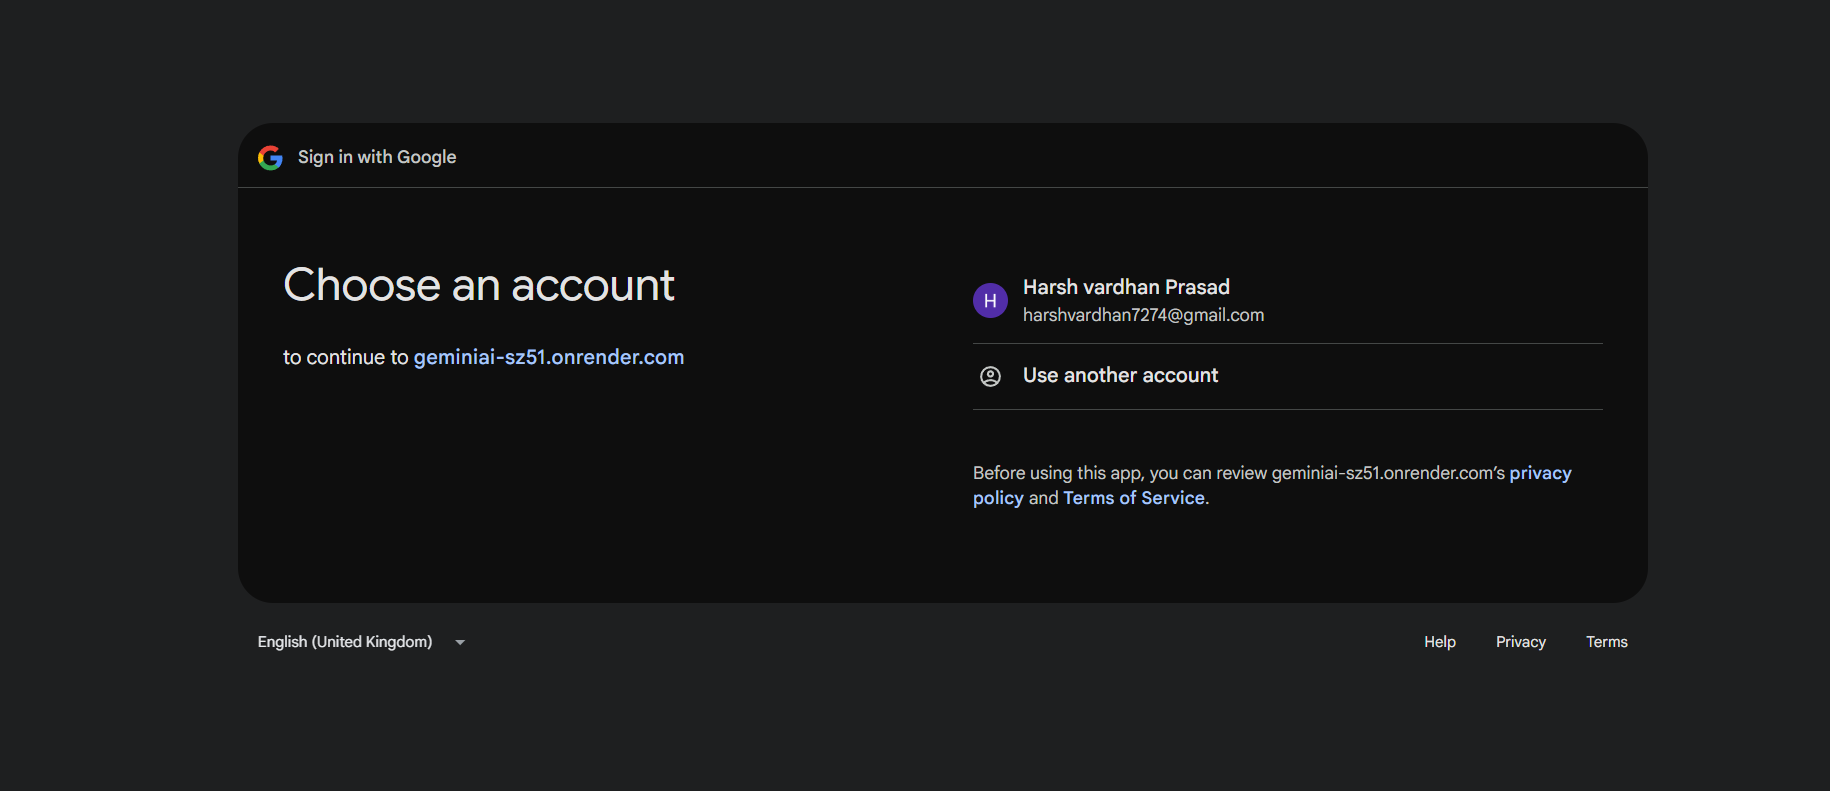 Sign in with Google
Choose an account
to continue to geminiai-sz51.onrender.com
H
Harsh vardhan Prasad
harshvardhan7274@gmail.com
Use another account
Before using this app, you can review geminiai-sz51.onrender.com’s privacy
policy and Terms of Service.
English (United Kingdom)
Help
Privacy
Terms